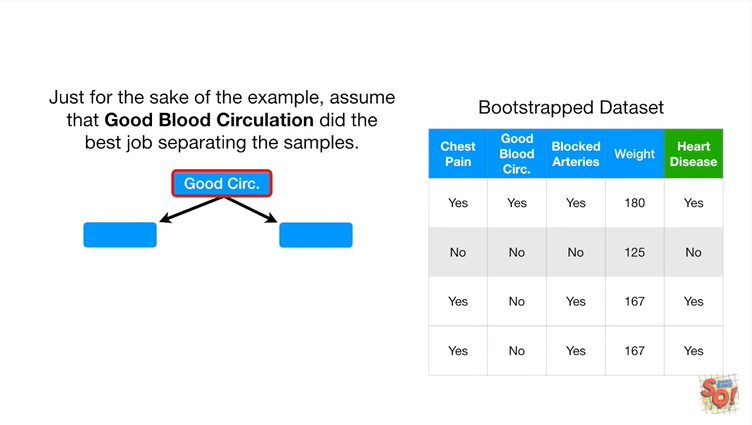 Just for the sake of the example, assume
that Good Blood Circulation did the
best job separating the samples.
Good Circ.
Bootstrapped Dataset
Chest Pain Good Blood Circ. Blocked Arteries Weight Heart Disease
Yes Yes Yes 180 Yes
No No No 125 No
Yes No Yes 167 Yes
Yes No Yes 167 Yes
SQ!